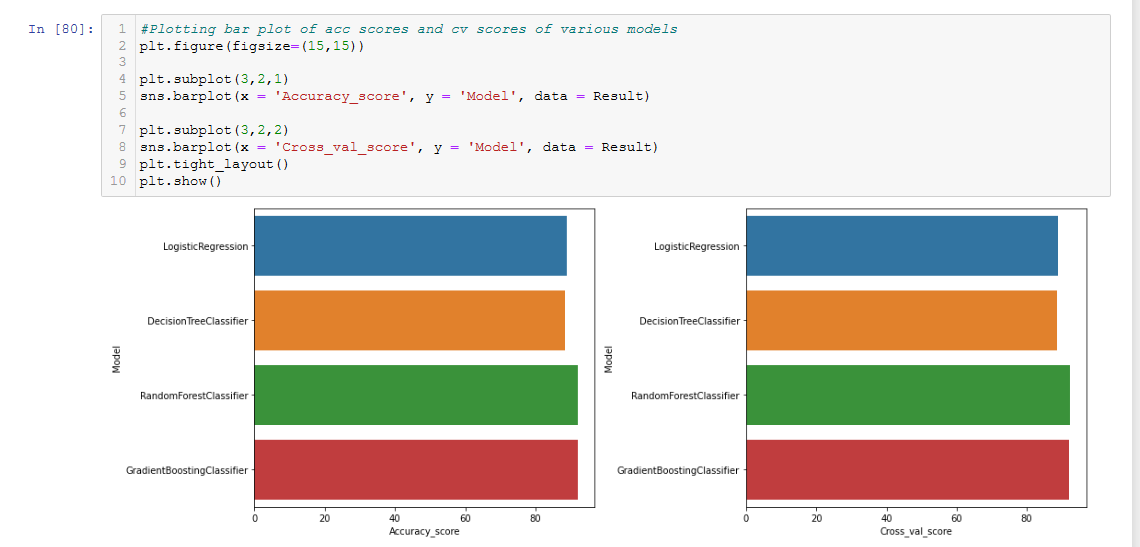 In [80]:
1 #Plotting bar plot of acc scores and cv scores of various models
2 plt.figure(figsize=(15,15))
3
4 plt.subplot(3,2,1)
5 sns.barplot(x = 'Accuracy_score', y = 'Model', data = Result)
6
7 plt.subplot(3,2,2)
8 sns.barplot(x = 'Cross_val_score', y = 'Model', data = Result)
9 plt.tight_layout()
10 plt.show()
LogisticRegression
DecisionTreeClassifier
RandomForestClassifier
GradientBoostingClassifier
Model
0 20 40 60 80
Accuracy_score
LogisticRegression
DecisionTreeClassifier
RandomForestClassifier
GradientBoostingClassifier
Model
0 20 40 60 80
Cross_val_score